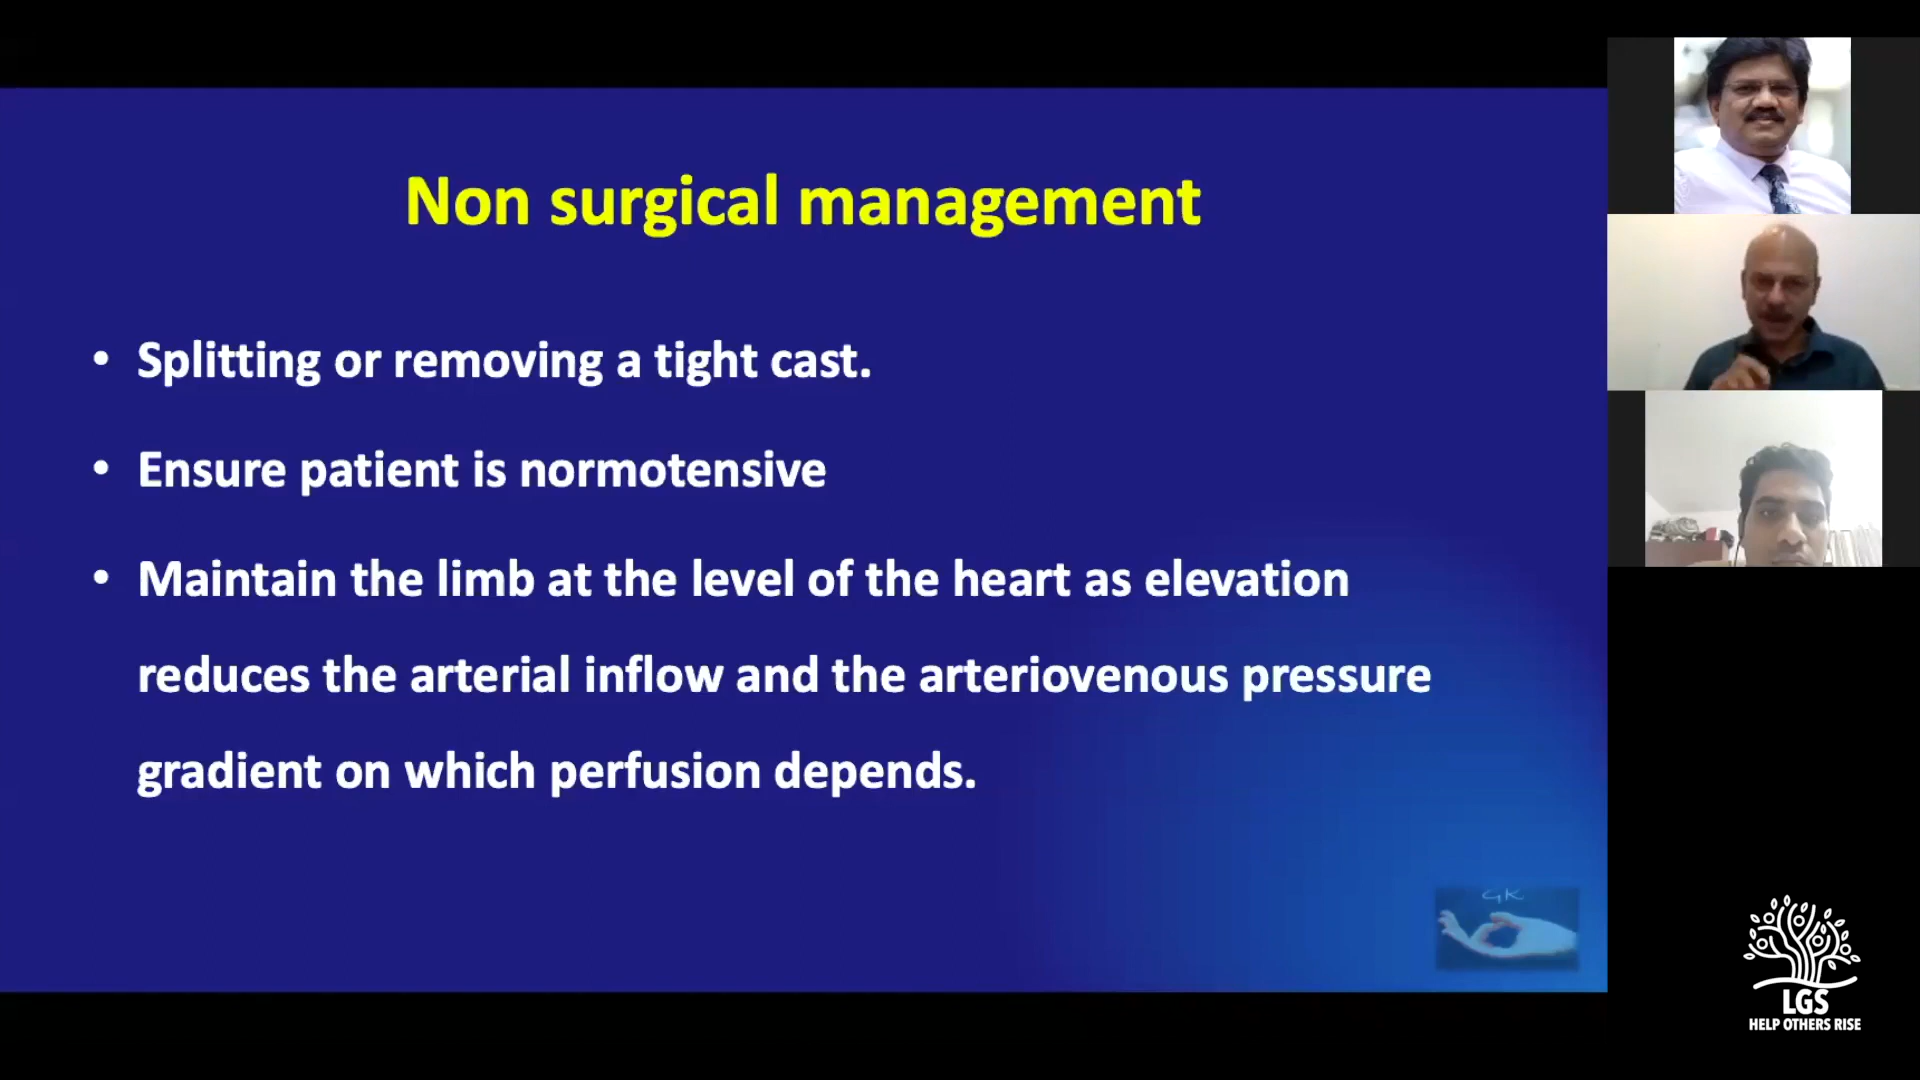 Non surgical management
• Splitting or removing a tight cast.
• Ensure patient is normotensive
• Maintain the limb at the level of the heart as elevation
reduces the arterial inflow and the arteriovenous pressure
gradient on which perfusion depends.
GK
LGS
HELP OTHERS RISE